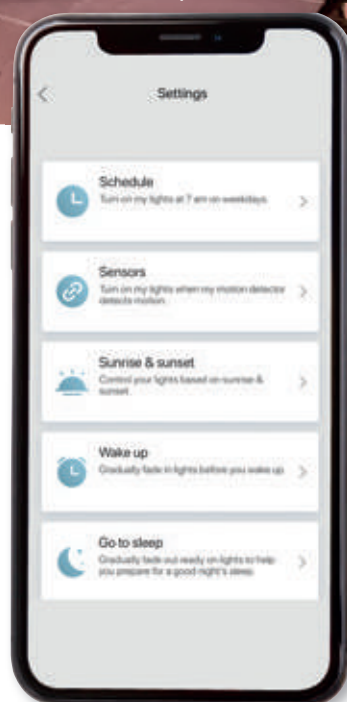 Settings
Schedule
Turn on my lights at 7 am on weekdays.
Sensors
Turn on my lights when my motion detector
detects motion.
Sunrise & sunset
Control your lights based on sunrise &
sunset.
Wake up
Gradually fade in lights before you wake up.
Go to sleep
Gradually fade out ready on lights to help
you prepare for a good night's sleep.